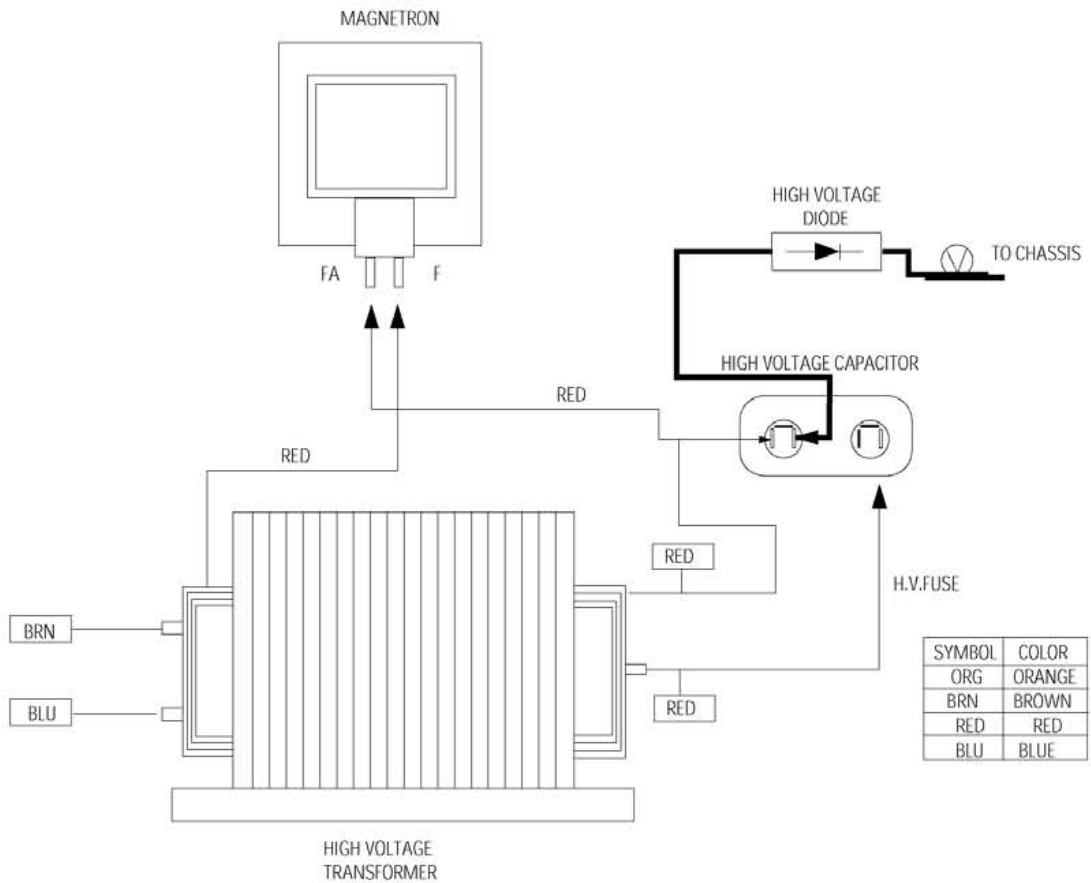 MAGNETRON
HIGH VOLTAGE
DIODE
TO CHASSIS
FA
F
HIGH VOLTAGE CAPACITOR
RED
RED
RED
H.V.FUSE
BRN
BLU
RED
SYMBOL COLOR
ORG ORANGE
BRN BROWN
RED RED
BLU BLUE
HIGH VOLTAGE
TRANSFORMER